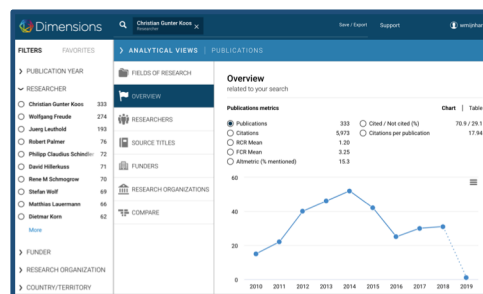 Dimensions
Christian Gunter Koos
Researcher
Save / Export
Support
wmijnhar
FILTERS
FAVORITES
ANALYTICAL VIEWS
PUBLICATIONS
PUBLICATION YEAR
RESEARCHER
Christian Gunter Koos 333
Wolfgang Freude 274
Juerg Leuthold 193
Robert Palmer 76
Philipp Claudius Schindler 72
David Hillerkuss 71
Rene M Schmogrow 70
Stefan Wolf 69
Matthias Lauermann 66
Dietmar Korn 62
More
FUNDER
RESEARCH ORGANIZATION
COUNTRY/TERRITORY
FIELDS OF RESEARCH
OVERVIEW
RESEARCHERS
SOURCE TITLES
FUNDERS
RESEARCH ORGANIZATIONS
COMPARE
Overview
related to your search
Publications metrics
Chart | Table
Publications 333
Citations 5,973
RCR Mean 1.20
FCR Mean 3.25
Altmetric (% mentioned) 15.3
Cited / Not cited (%) 70.9 / 29.1
Citations per publication 17.94
60
40
20
0
2010 2011 2012 2013 2014 2015 2016 2017 2018 2019